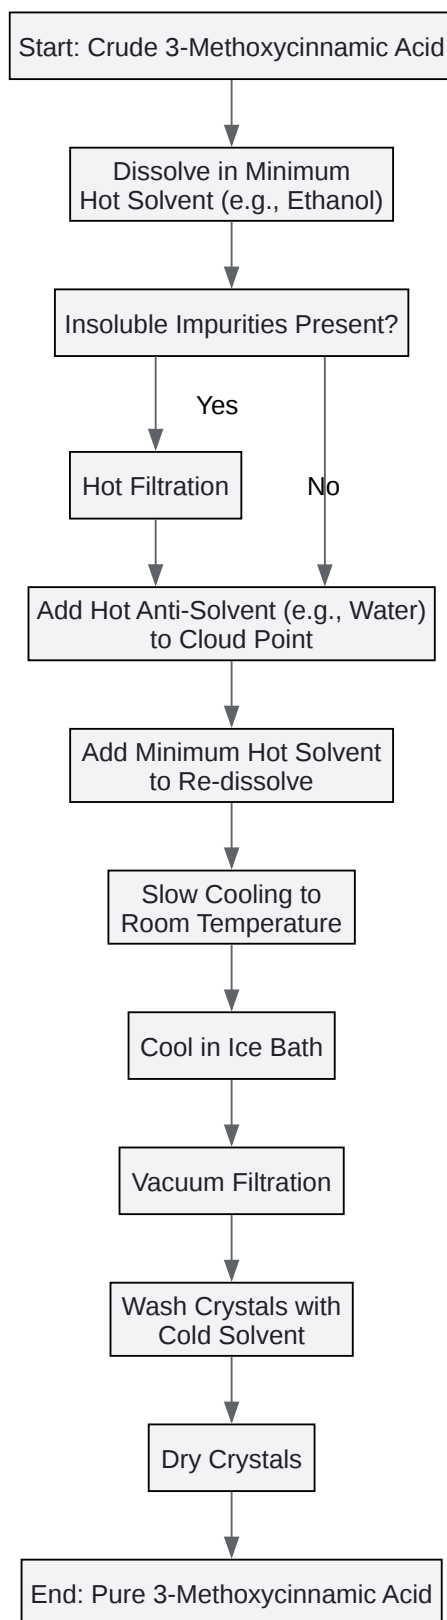 Start: Crude 3-Methoxycinnamic Acid
Dissolve in Minimum
Hot Solvent (e.g., Ethanol)
Insoluble Impurities Present?
Yes
Hot Filtration
No
Add Hot Anti-Solvent (e.g., Water)
to Cloud Point
Add Minimum Hot Solvent
to Re-dissolve
Slow Cooling to
Room Temperature
Cool in Ice Bath
Vacuum Filtration
Wash Crystals with
Cold Solvent
Dry Crystals
End: Pure 3-Methoxycinnamic Acid